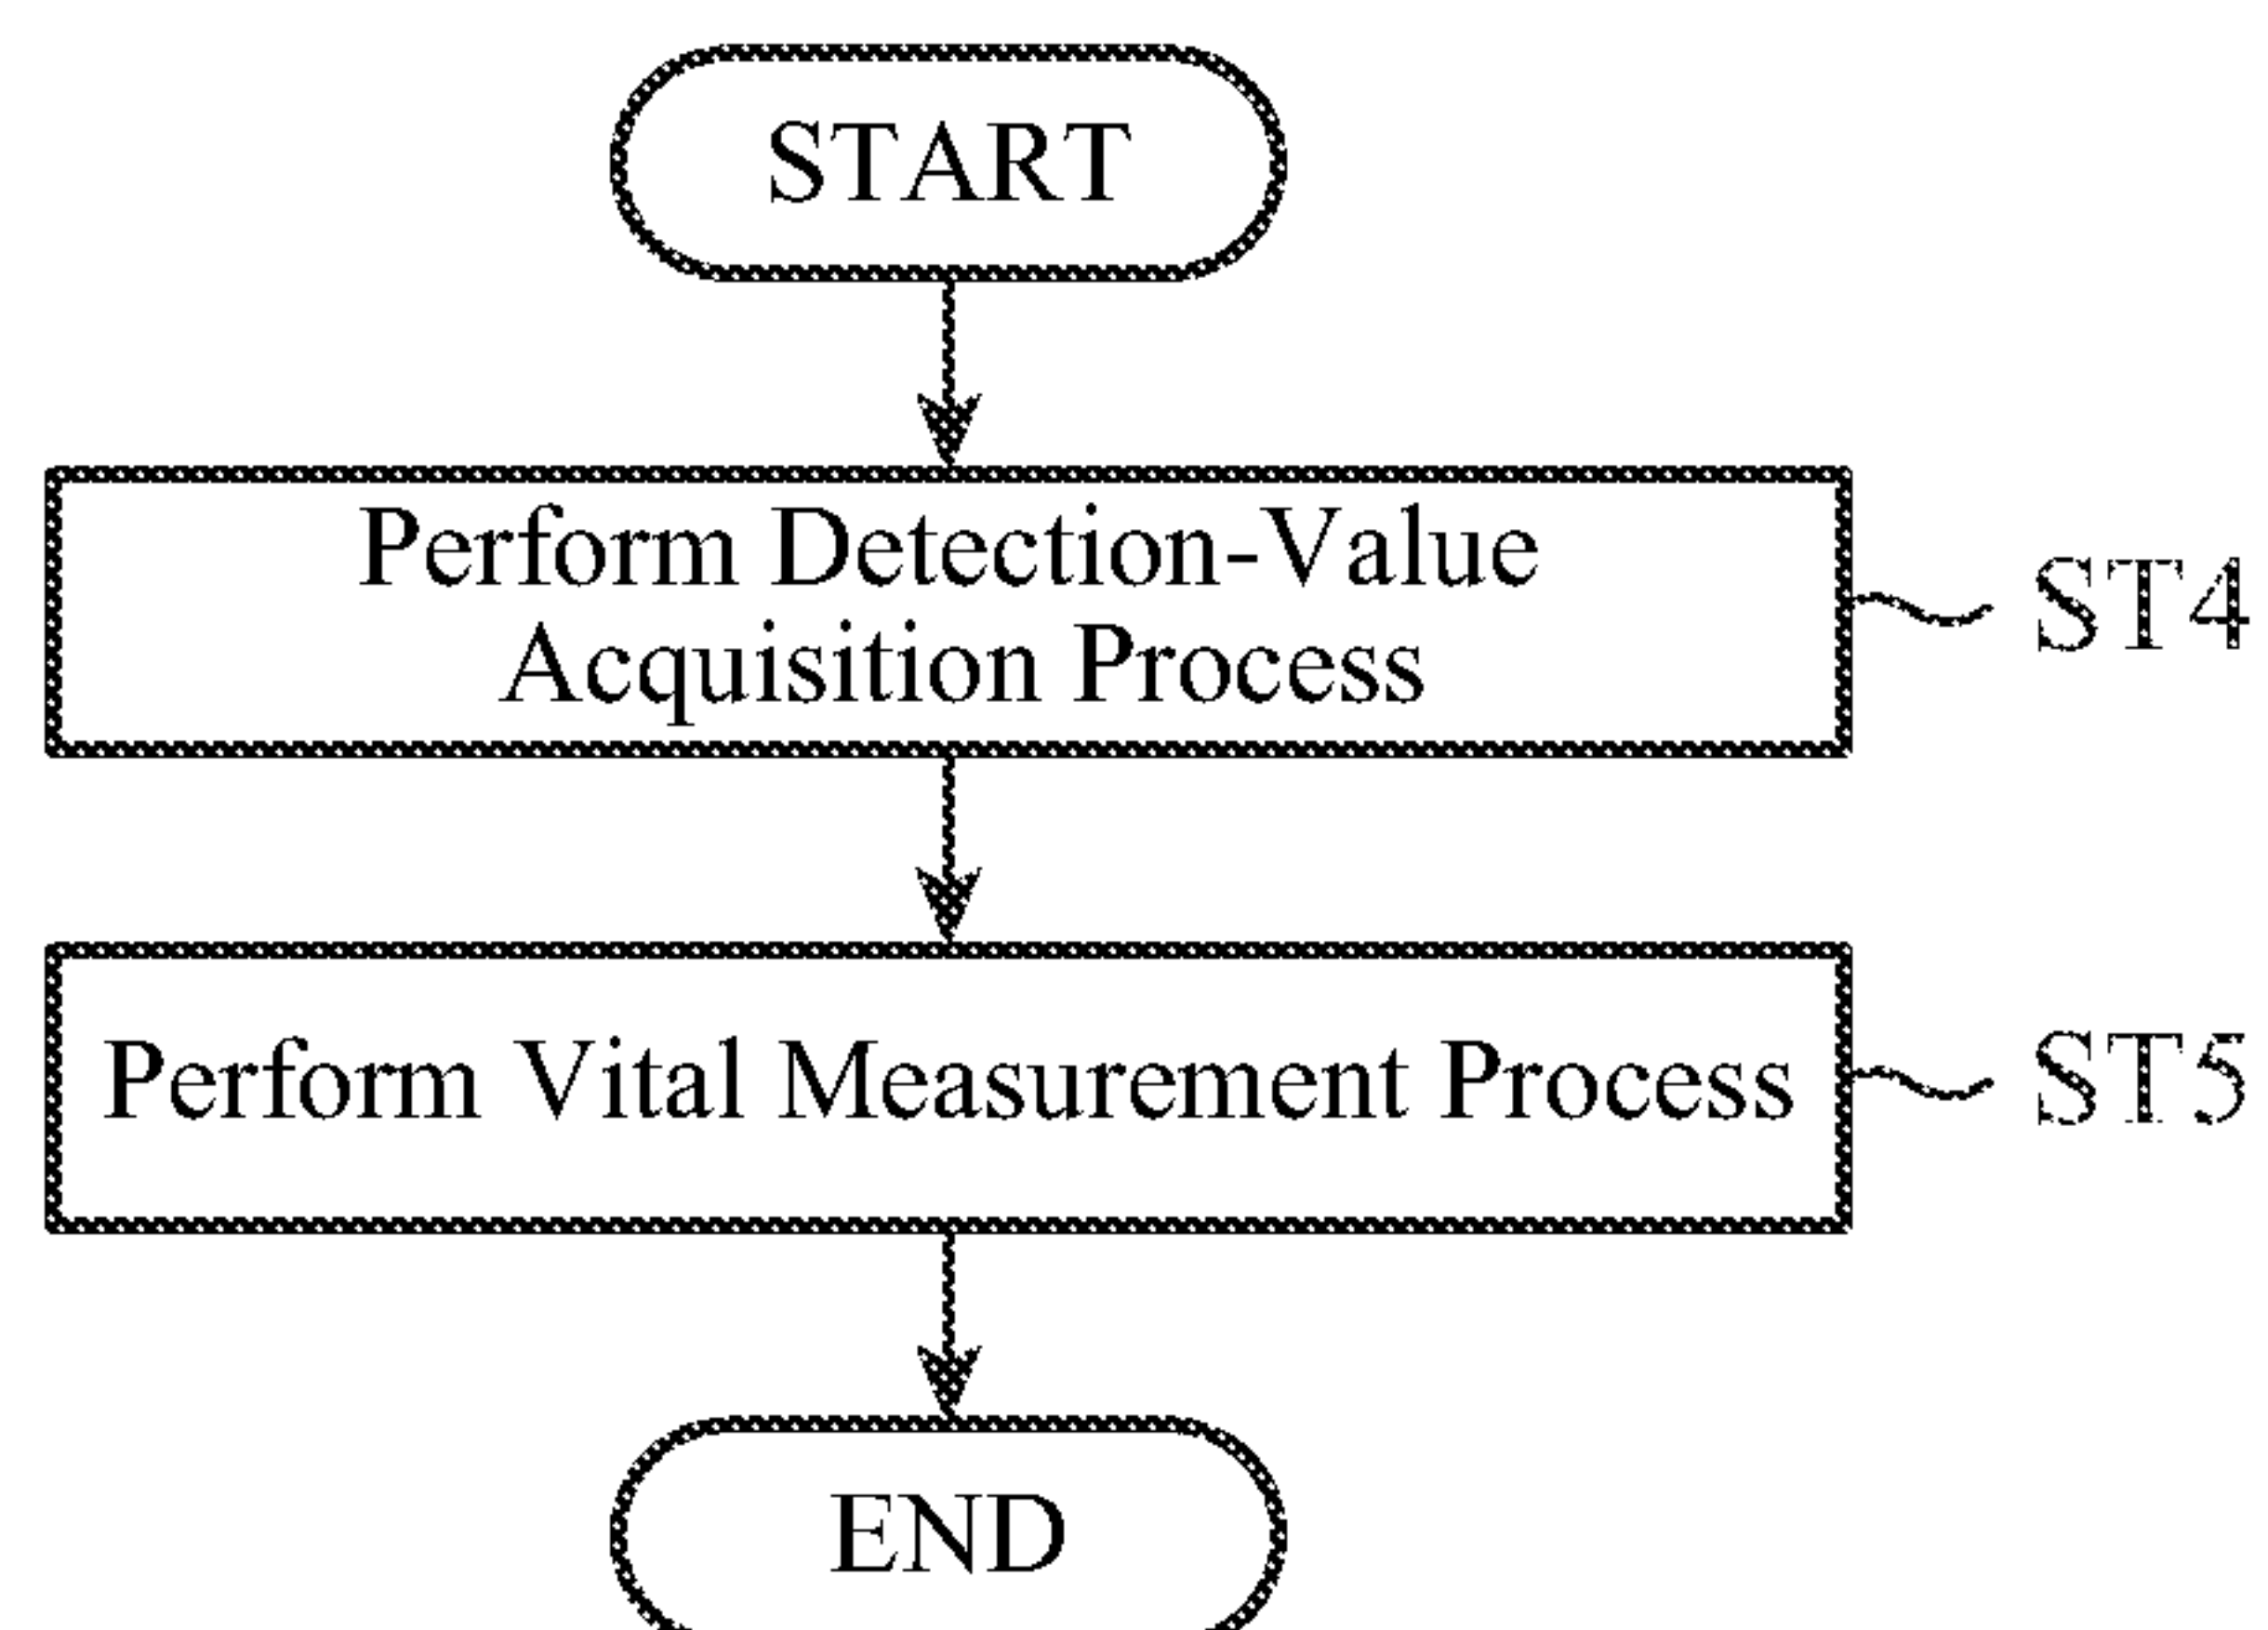 START
Perform Detection-Value
Acquisition Process
ST4
Perform Vital Measurement Process
ST5
END